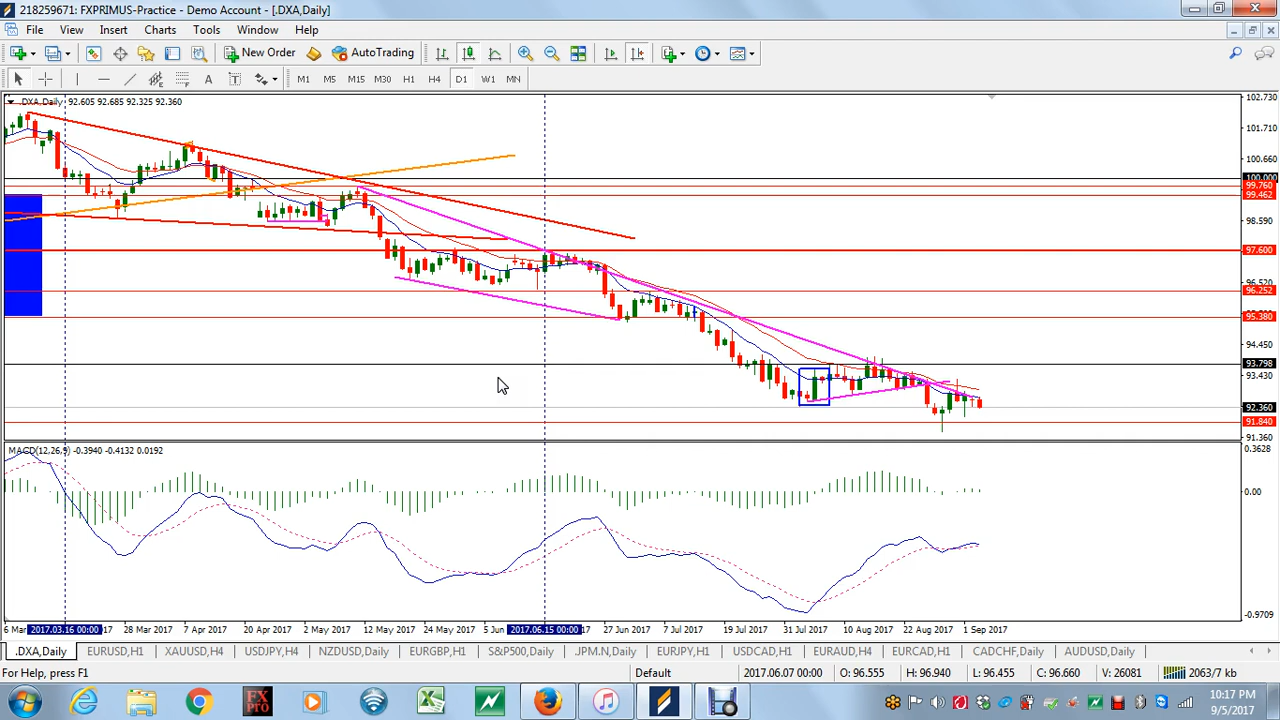 218259671: FXPRIMUS-Practice - Demo Account - [.DXA,Daily]
File View Insert Charts Tools Window Help
New Order AutoTrading
A T M1 M5 M15 M30 H1 H4 D1 W1 MN
.DXA,Daily 92.605 92.685 92.325 92.360
102.730
101.710
100.660
100.000
99.760
99.462
98.590
97.600
96.520
96.252
95.380
94.450
93.798
93.430
92.360
91.840
91.360
MACD(12,26,9) -0.3940 -0.4132 0.0192
0.3628
0.00
-0.9709
6 Mar 2017.03.16 00:00 28 Mar 2017 7 Apr 2017 20 Apr 2017 2 May 2017 12 May 2017 24 May 2017 5 Jun 2017.06.15 00:00 27 Jun 2017 7 Jul 2017 19 Jul 2017 31 Jul 2017 10 Aug 2017 22 Aug 2017 1 Sep 2017
.DXA,Daily EURUSD,H1 XAUUSD,H4 USDJPY,H4 NZDUSD,Daily EURGBP,H1 S&P500,Daily .JPM.N,Daily EURJPY,H1 USDCAD,H1 EURAUD,H4 EURCAD,H1 CADCHF,Daily AUDUSD,Daily
For Help, press F1 Default 2017.06.07 00:00 O: 96.555 H: 96.940 L: 96.455 C: 96.660 V: 26081 2063/7 kb
FX PRO
10:17 PM
9/5/2017